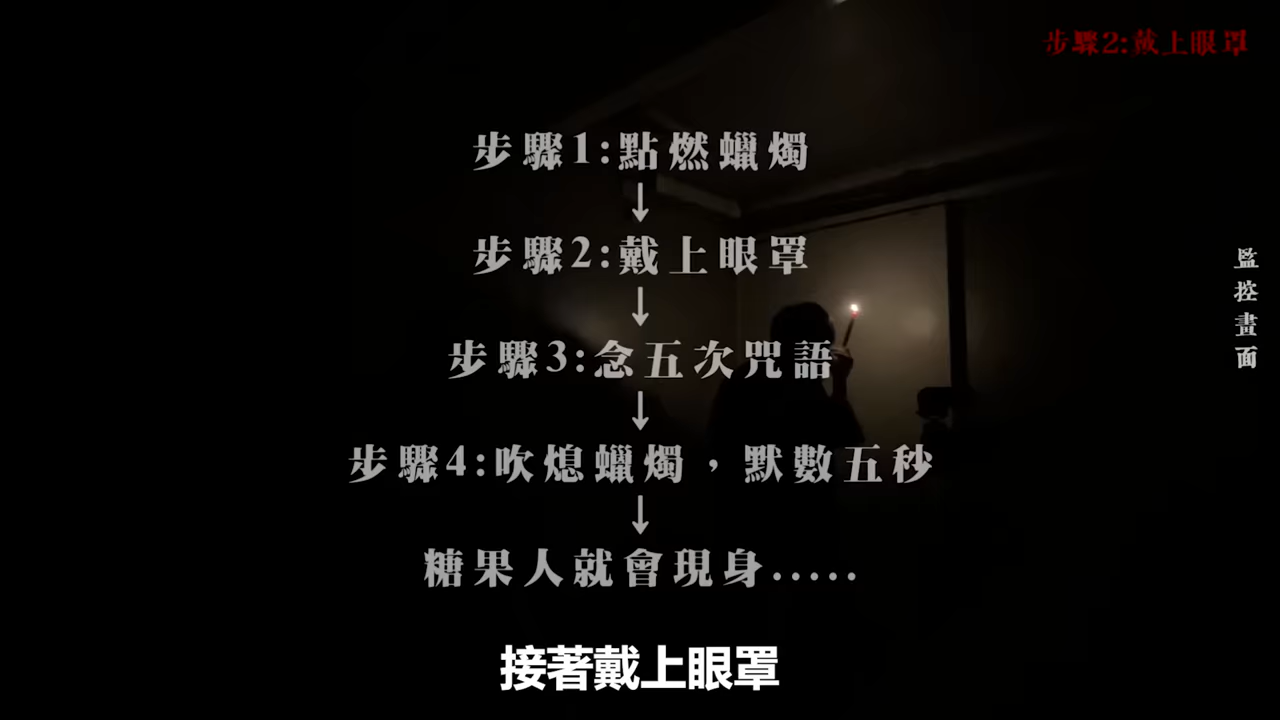 步驟2:戴上眼罩
步驟1:點燃蠟燭
↓
步驟2:戴上眼罩
↓
步驟3:念五次咒語
↓
步驟4:吹熄蠟燭，默數五秒
↓
糖果人就會現身.....
監控畫面
接著戴上眼罩